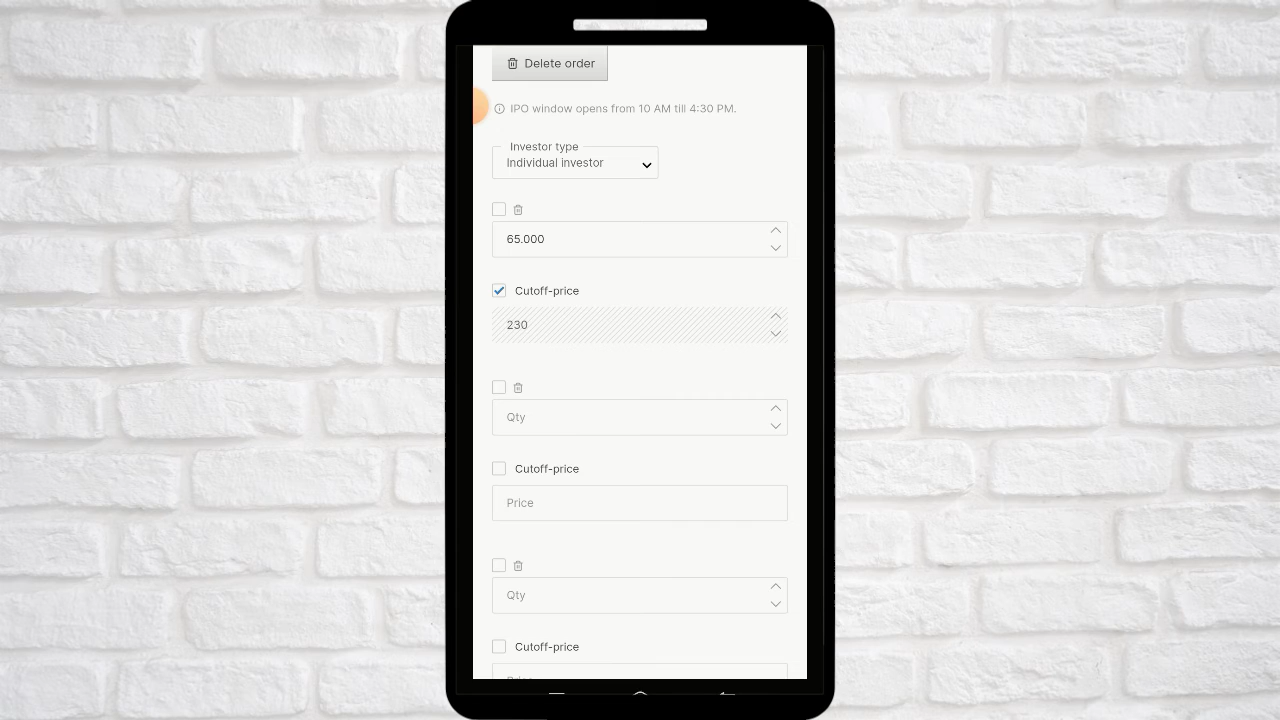 Delete order
IPO window opens from 10 AM till 4:30 PM.
Investor type
Individual investor
65.000
Cutoff-price
230
Qty
Cutoff-price
Price
Qty
Cutoff-price